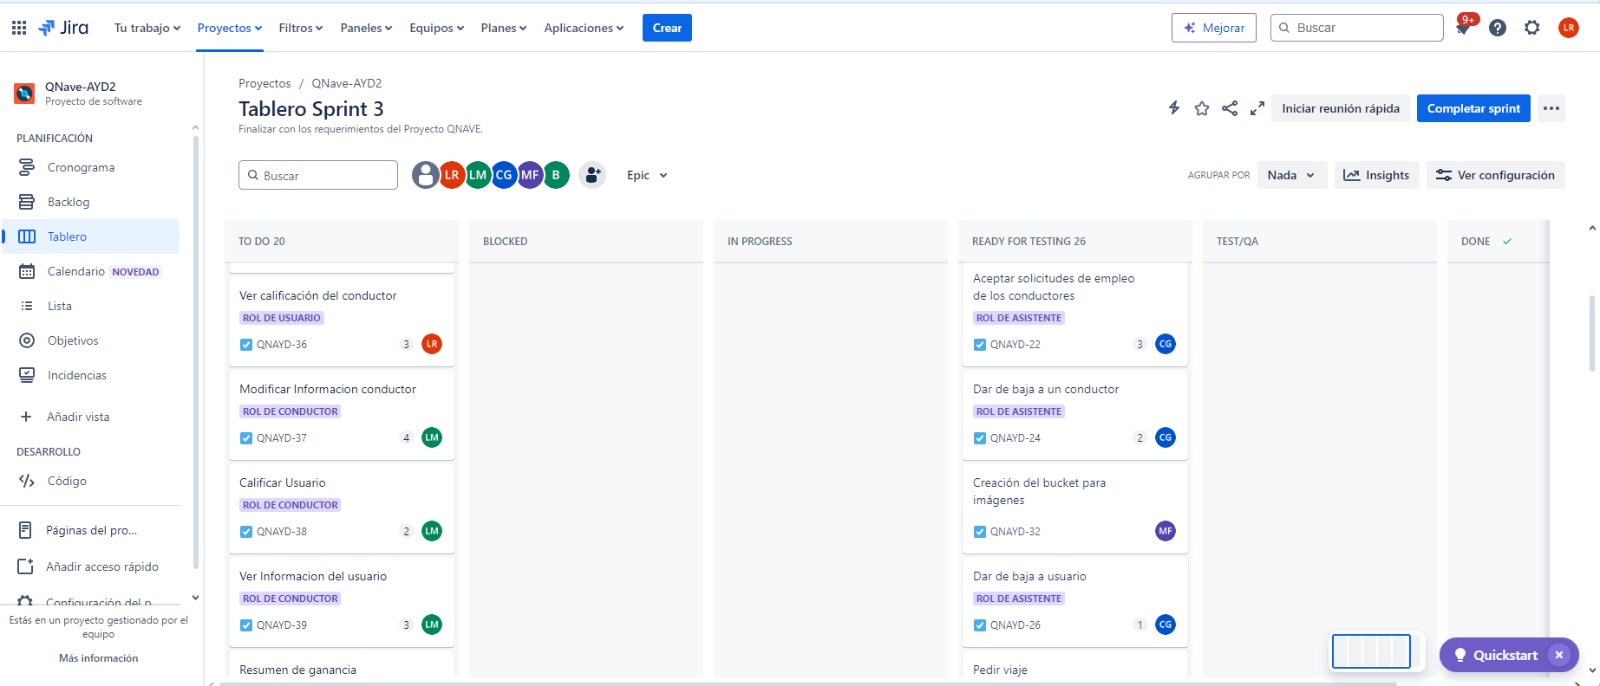 Jira
Tu trabajo
Proyectos
Filtros
Paneles
Equipos
Planes
Aplicaciones
Crear
Mejorar
Buscar
9+
LR
QNave-AYD2
Proyecto de software
PLANIFICACIÓN
Cronograma
Backlog
Tablero
Calendario NOVEDAD
Lista
Objetivos
Incidencias
Añadir vista
DESARROLLO
Código
Páginas del pro...
Añadir acceso rápido
Configuración del p...
Estás en un proyecto gestionado por el
equipo
Más información
Proyectos / QNave-AYD2
Tablero Sprint 3
Finalizar con los requerimientos del Proyecto QNAVE.
Iniciar reunión rápida
Completar sprint
Buscar
LR LM CG MF B
Epic
AGRUPAR POR
Nada
Insights
Ver configuración
TO DO 20
Ver calificación del conductor
ROL DE USUARIO
QNAYD-36 3 LR
Modificar Informacion conductor
ROL DE CONDUCTOR
QNAYD-37 4 LM
Calificar Usuario
ROL DE CONDUCTOR
QNAYD-38 2 LM
Ver Informacion del usuario
ROL DE CONDUCTOR
QNAYD-39 3 LM
Resumen de ganancia
BLOCKED
IN PROGRESS
READY FOR TESTING 26
Aceptar solicitudes de empleo
de los conductores
ROL DE ASISTENTE
QNAYD-22 3 CG
Dar de baja a un conductor
ROL DE ASISTENTE
QNAYD-24 2 CG
Creación del bucket para
imágenes
QNAYD-32 MF
Dar de baja a usuario
ROL DE ASISTENTE
QNAYD-26 1 CG
Pedir viaje
TEST/QA
DONE
Quickstart